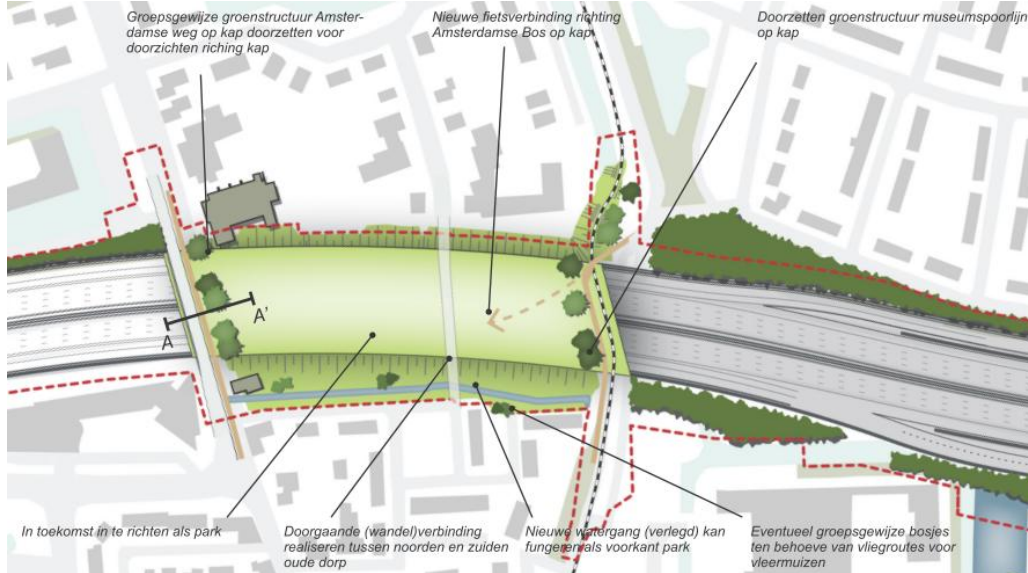 Groepsgewijze groenstructuur Amster-
damse weg op kap doorzetten voor
doorzichten riching kap
Nieuwe fietsverbinding richting
Amsterdamse Bos op kap
Doorzetten groenstructuur museumspoorlijn
op kap
A
A'
In toekomst in te richten als park
Doorgaande (wandel)verbinding
realiseren tussen noorden en zuiden
oude dorp
Nieuwe watergang (verlegd) kan
fungeren als voorkant park
Eventueel groepsgewijze bosjes
ten behoeve van vliegroutes voor
vleermuizen